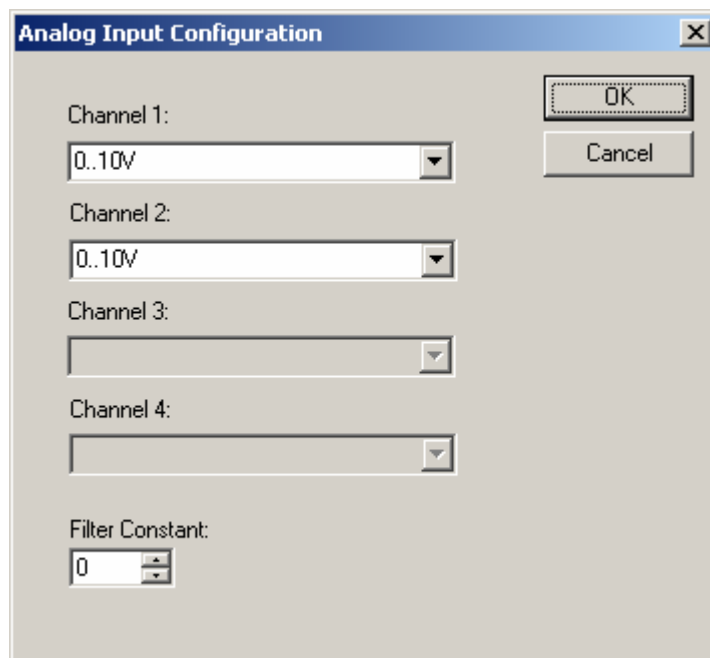 Analog Input Configuration
OK
Cancel
Channel 1:
0..10V
Channel 2:
0..10V
Channel 3:
Channel 4:
Filter Constant:
0